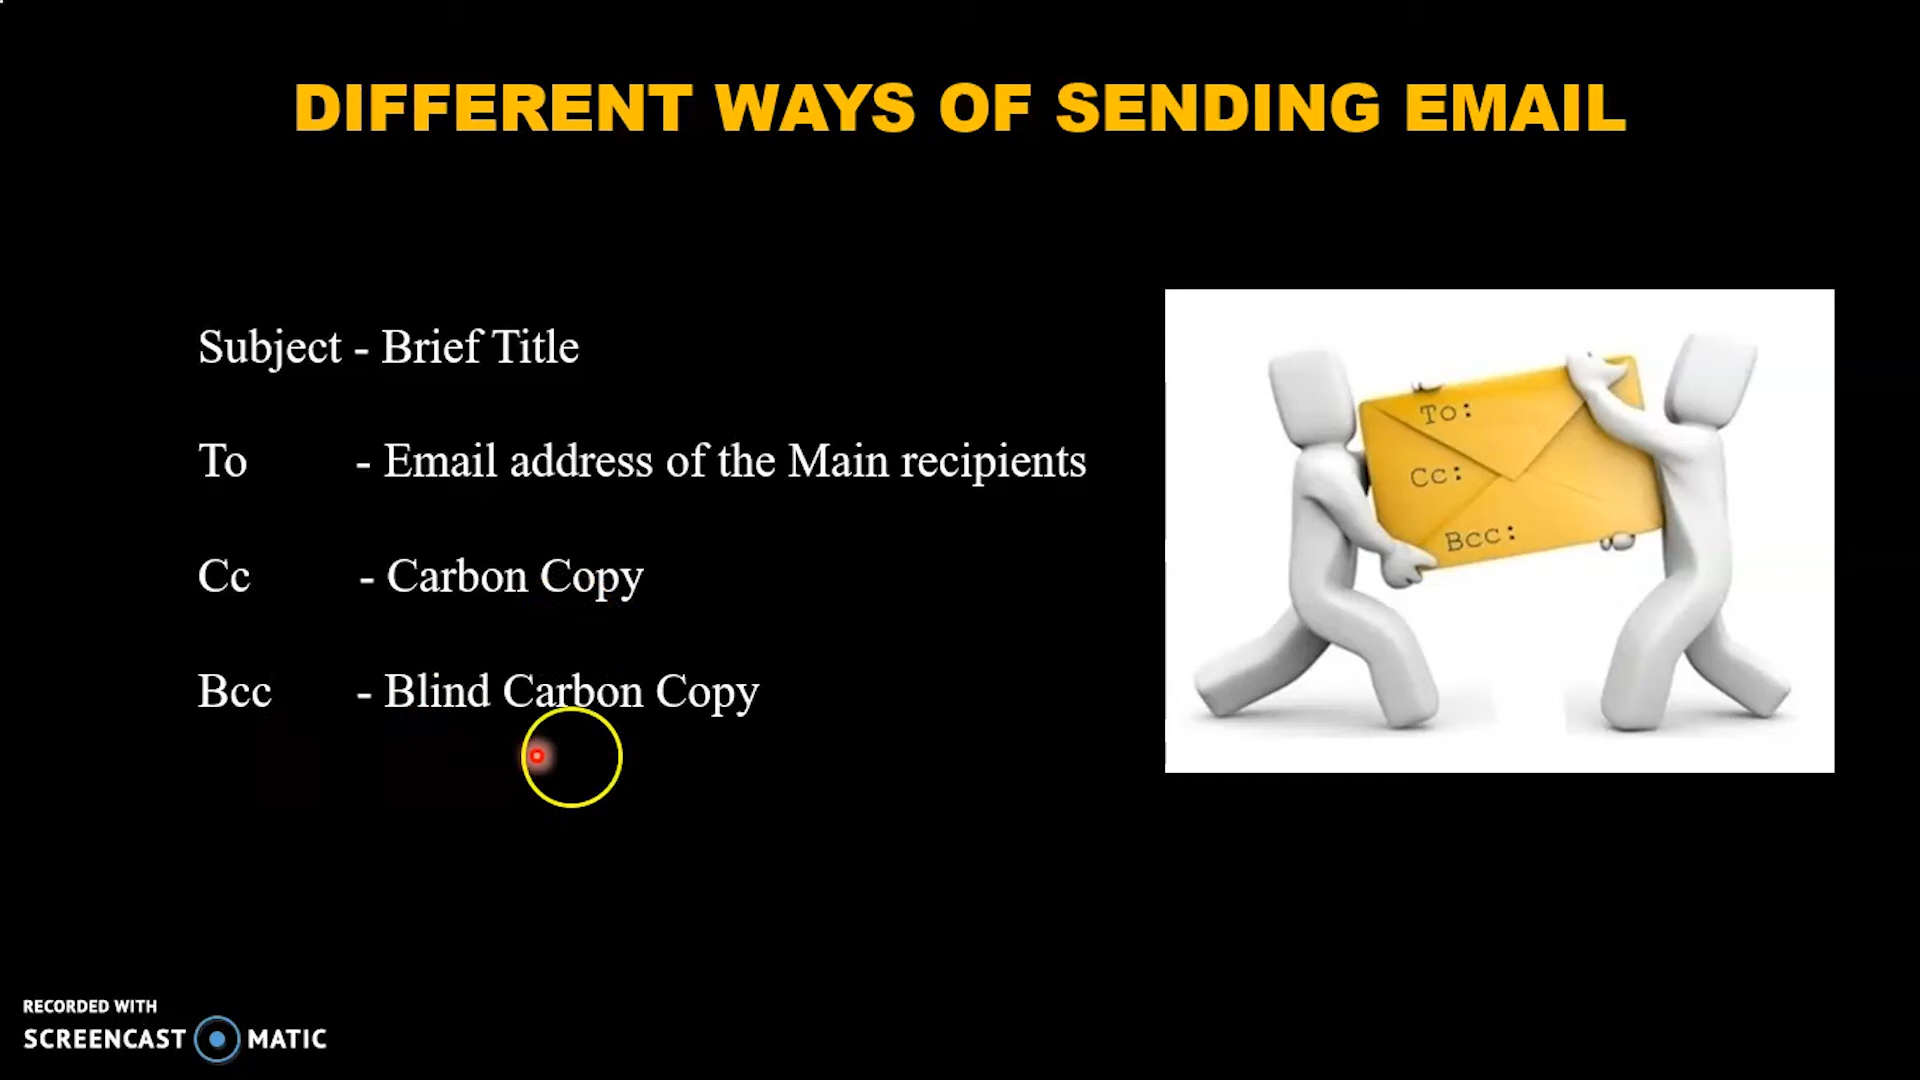 DIFFERENT WAYS OF SENDING EMAIL
Subject - Brief Title
To - Email address of the Main recipients
Cc - Carbon Copy
Bcc - Blind Carbon Copy
To:
Cc:
Bcc:
RECORDED WITH
SCREENCAST MATIC